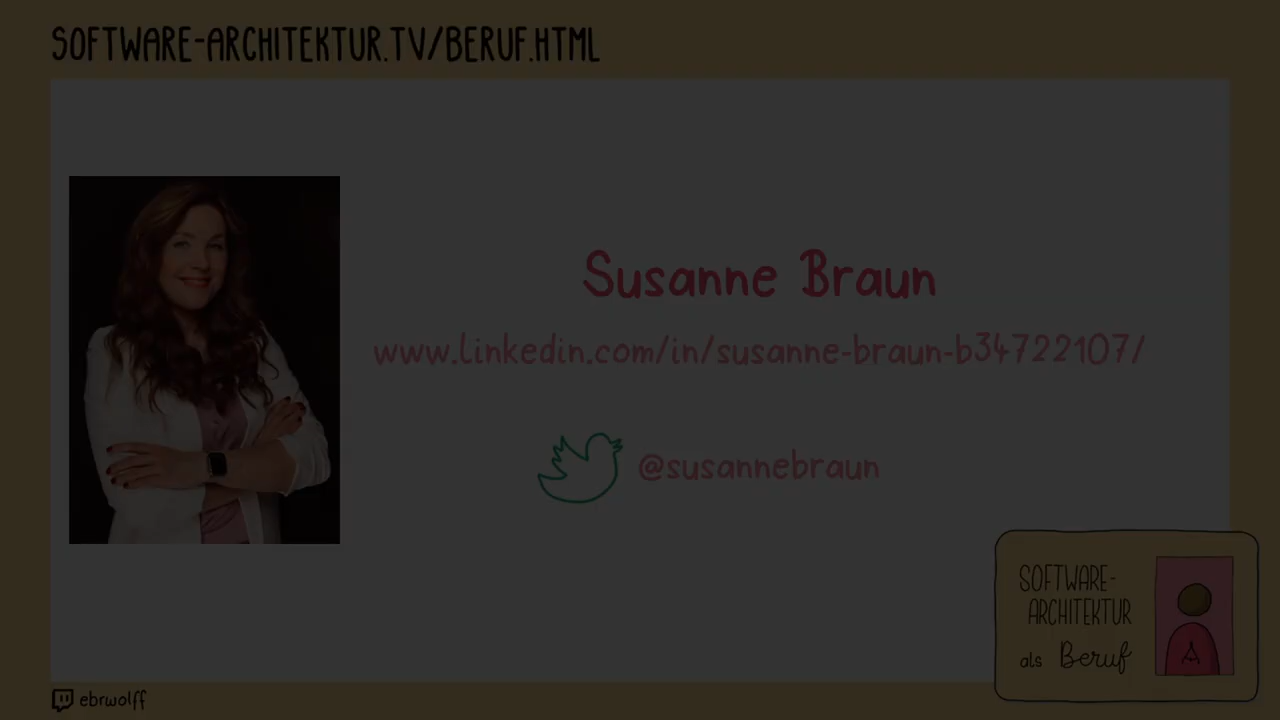 SOFTWARE-ARCHITEKTUR.TV/BERUF.HTML
Susanne Braun
www.linkedin.com/in/susanne-braun-b34722107/
@susannebraun
SOFTWARE-
ARCHITEKTUR
als Beruf
ebrwolff